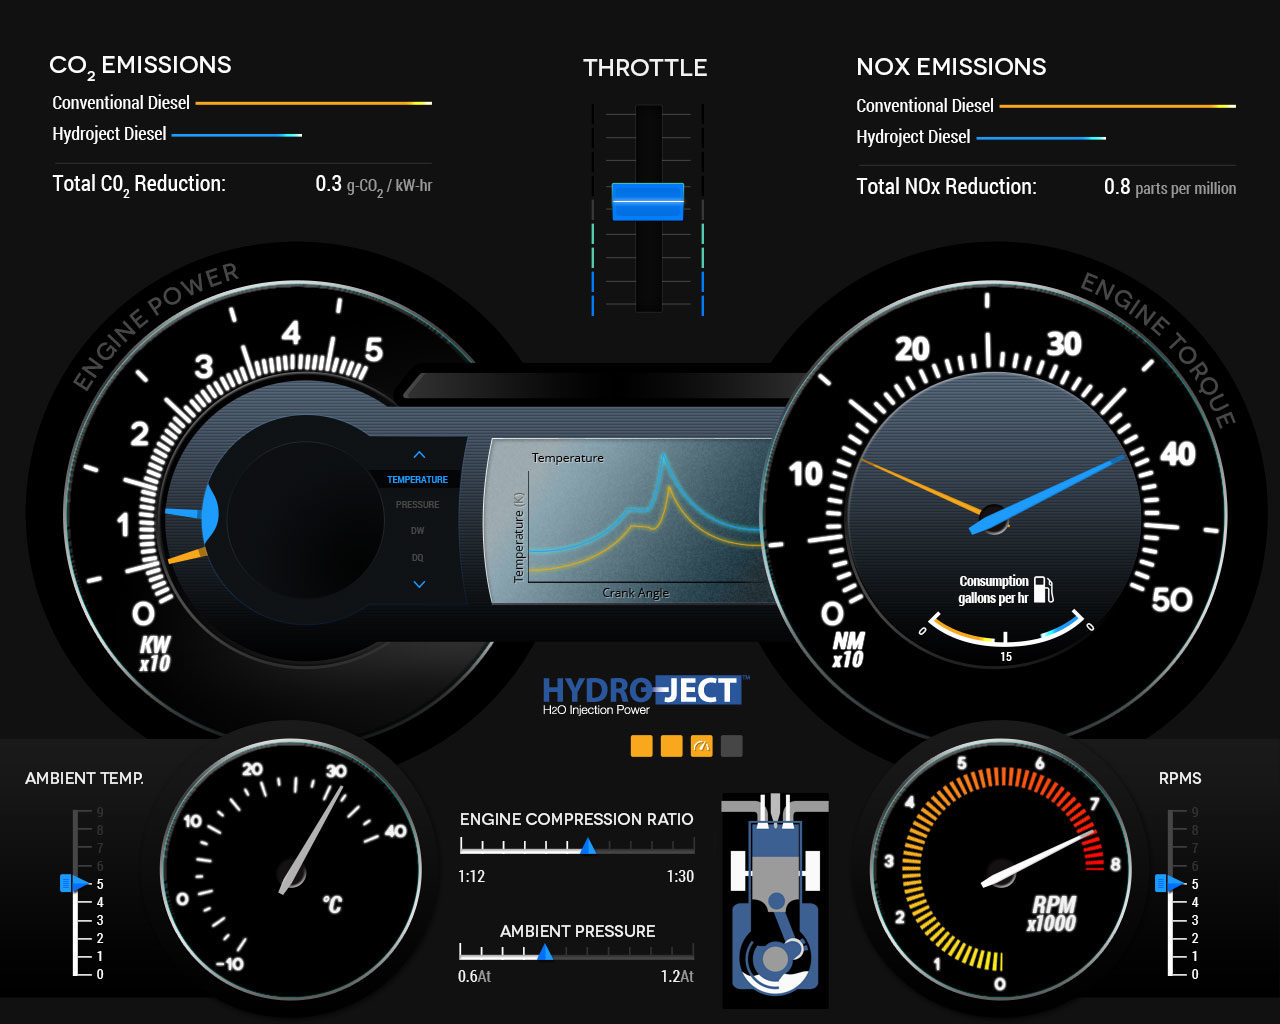 CO2 EMISSIONS
Conventional Diesel
Hydroject Diesel
Total C02 Reduction: 0.3 g-CO2 / kW-hr
THROTTLE
NOX EMISSIONS
Conventional Diesel
Hydroject Diesel
Total NOx Reduction: 0.8 parts per million
ENGINE POWER
0
1
2
3
4
5
KW
x10
TEMPERATURE
PRESSURE
DW
DQ
Temperature
Temperature (K)
Crank Angle
ENGINE TORQUE
0
10
20
30
40
50
NM
x10
Consumption
gallons per hr
0
15
0
HYDRO-JECT™
H2O Injection Power
AMBIENT TEMP.
9
8
7
6
5
4
3
2
1
0
-10
0
10
20
30
40
°C
ENGINE COMPRESSION RATIO
1:12 1:30
AMBIENT PRESSURE
0.6At 1.2At
0
1
2
3
4
5
6
7
8
RPM
x1000
RPMS
9
8
7
6
5
4
3
2
1
0